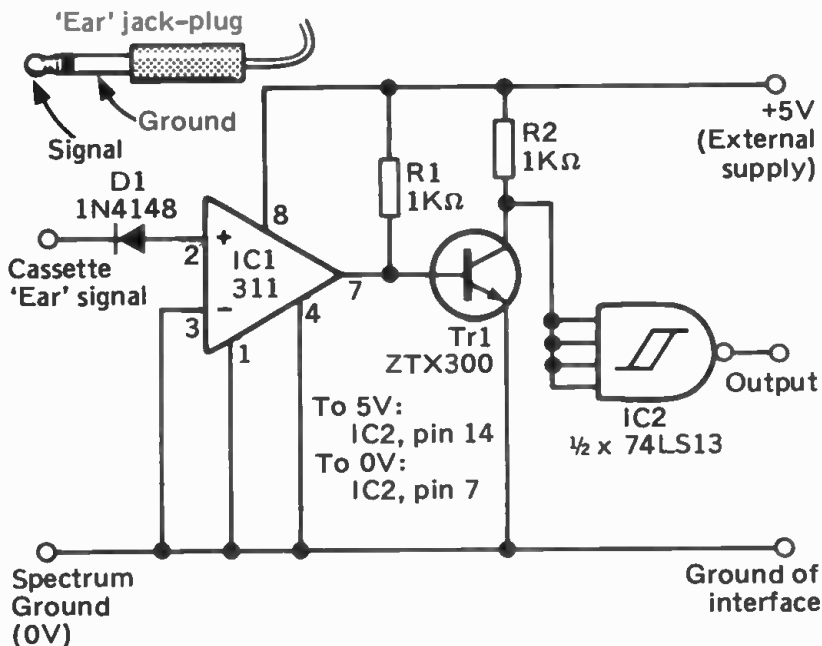 'Ear' jack-plug
Ground
Signal
D1
1N4148
Cassette
'Ear' signal
2
3
+
−
IC1
311
8
7
4
1
R1
1KΩ
R2
1KΩ
+5V
(External
supply)
Tr1
ZTX300
IC2
½ x 74LS13
Output
To 5V:
IC2, pin 14
To 0V:
IC2, pin 7
Spectrum
Ground
(0V)
Ground of
interface